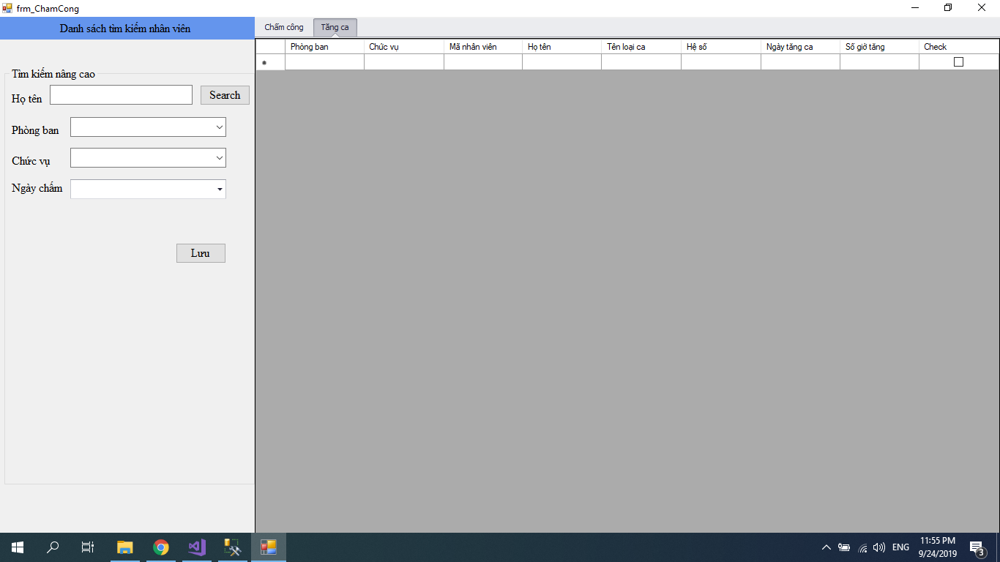 frm_ChamCong
Danh sách tìm kiếm nhân viên
Tìm kiếm nâng cao
Họ tên
Search
Phòng ban
Chức vụ
Ngày chấm
Lưu
Chấm công
Tăng ca
Phòng ban Chức vụ Mã nhân viên Họ tên Tên loại ca Hệ số Ngày tăng ca Số giờ tăng Check
ENG
11:55 PM
9/24/2019
3